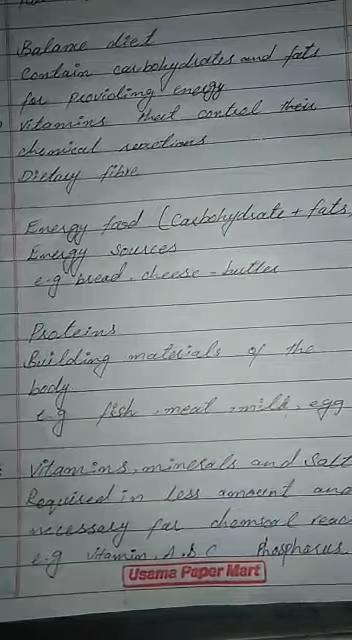 Balance diet
Contain carbohydrates and fats
for providing energy
Vitamins that control their
chemical reactions
Dietary fibre
Energy food (Carbohydrate + fats
Energy sources
e.g bread, cheese - butter
Proteins
Building materials of the
body
e.g fish, meat, milk, egg
Vitamins, minerals and Salt
Required in less amount and
necessary for chemical reac
e.g vitamin, A.B.C Phosphorus
Usama Paper Mart